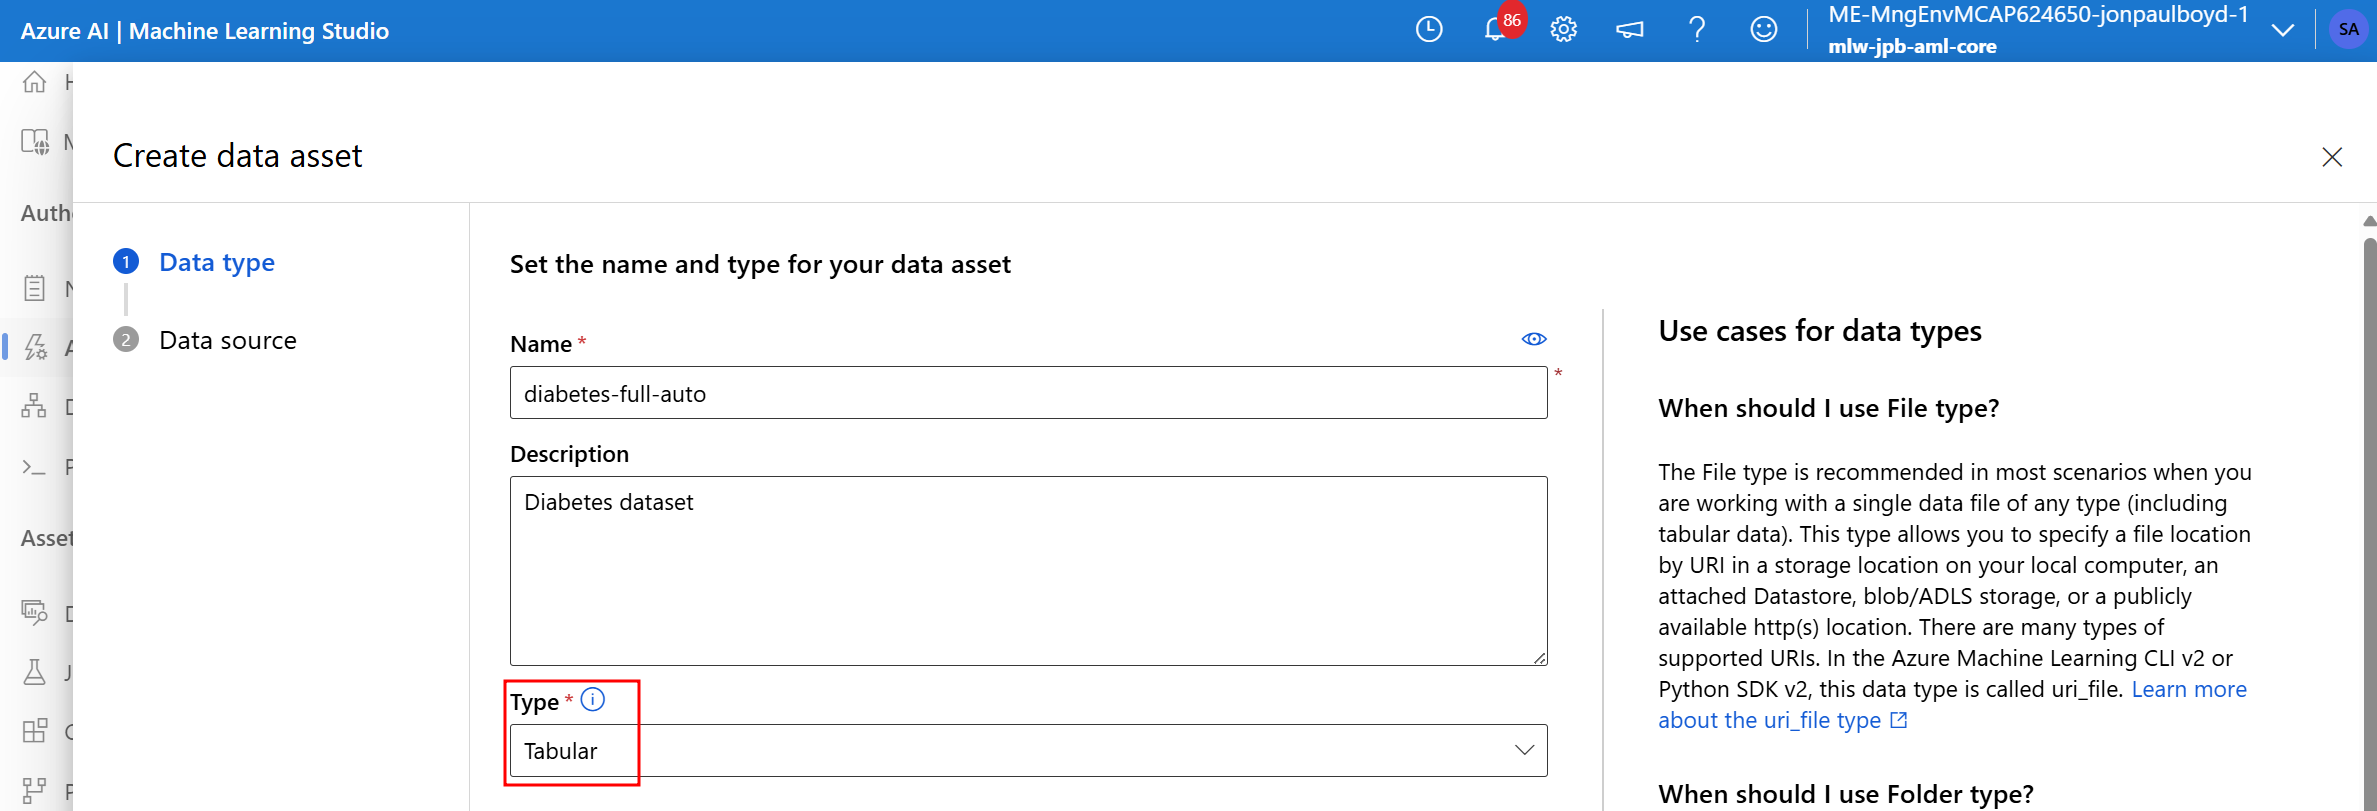 Azure AI | Machine Learning Studio
86
ME-MngEnvMCAP624650-jonpaulboyd-1
mlw-jpb-aml-core
SA
Create data asset
Auth
Asset
1 Data type
2 Data source
Set the name and type for your data asset
Name *
diabetes-full-auto *
Description
Diabetes dataset
Type *
Tabular
Use cases for data types
When should I use File type?
The File type is recommended in most scenarios when you
are working with a single data file of any type (including
tabular data). This type allows you to specify a file location
by URI in a storage location on your local computer, an
attached Datastore, blob/ADLS storage, or a publicly
available http(s) location. There are many types of
supported URIs. In the Azure Machine Learning CLI v2 or
Python SDK v2, this data type is called uri_file. Learn more
about the uri_file type
When should I use Folder type?